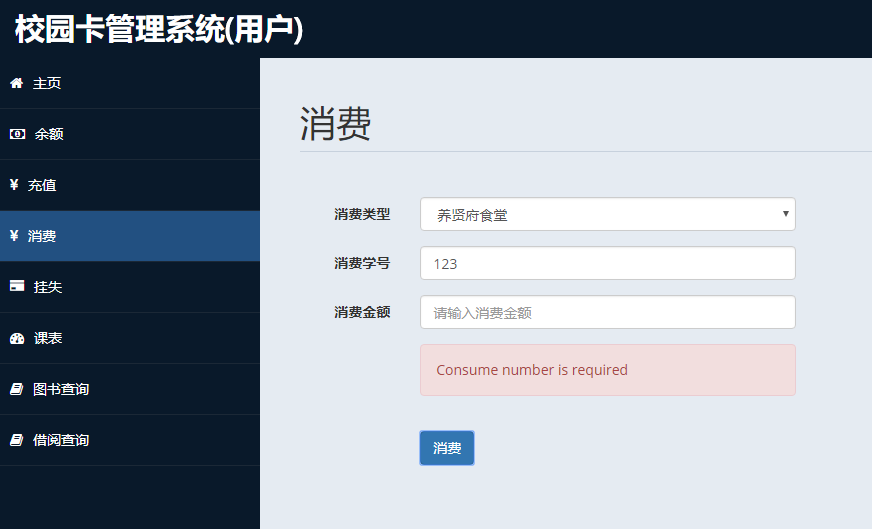 校园卡管理系统(用户)
主页
余额
¥ 充值
¥ 消费
挂失
课表
图书查询
借阅查询
消费
消费类型 养贤府食堂
消费学号 123
消费金额 请输入消费金额
Consume number is required
消费